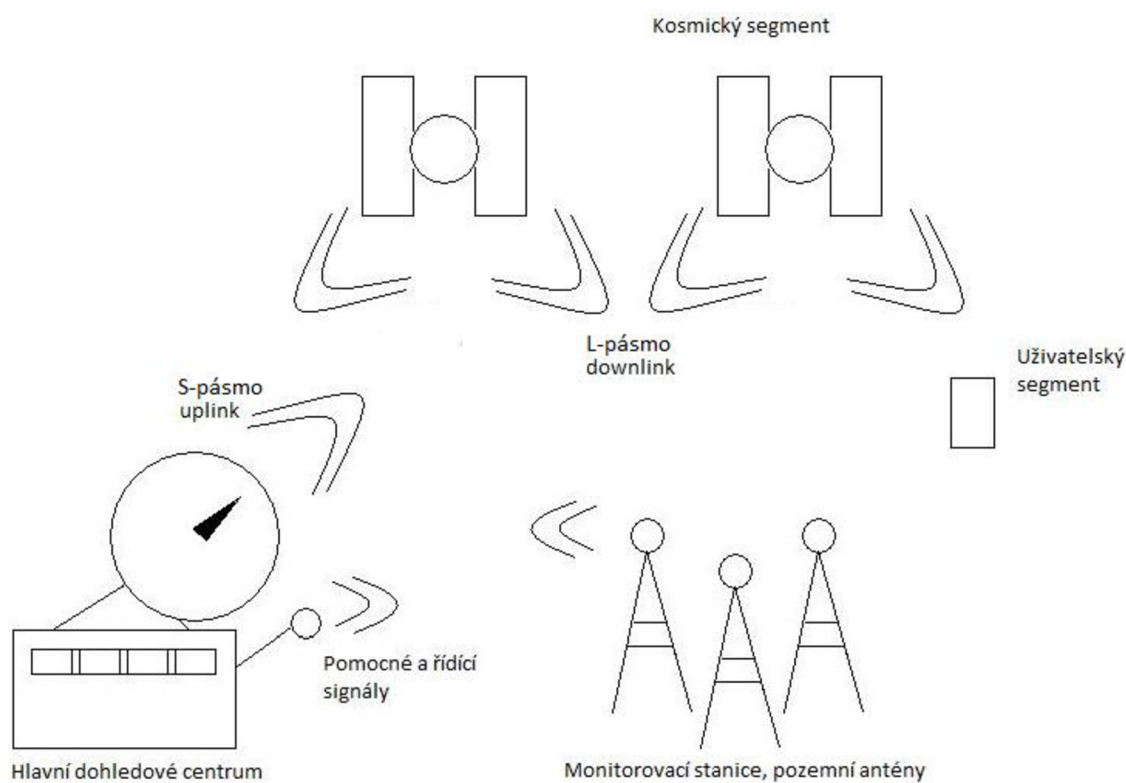 Kosmický segment
L-pásmo
downlink
Uživatelský
segment
S-pásmo
uplink
Pomocné a řídící
signály
Hlavní dohledové centrum
Monitorovací stanice, pozemní antény